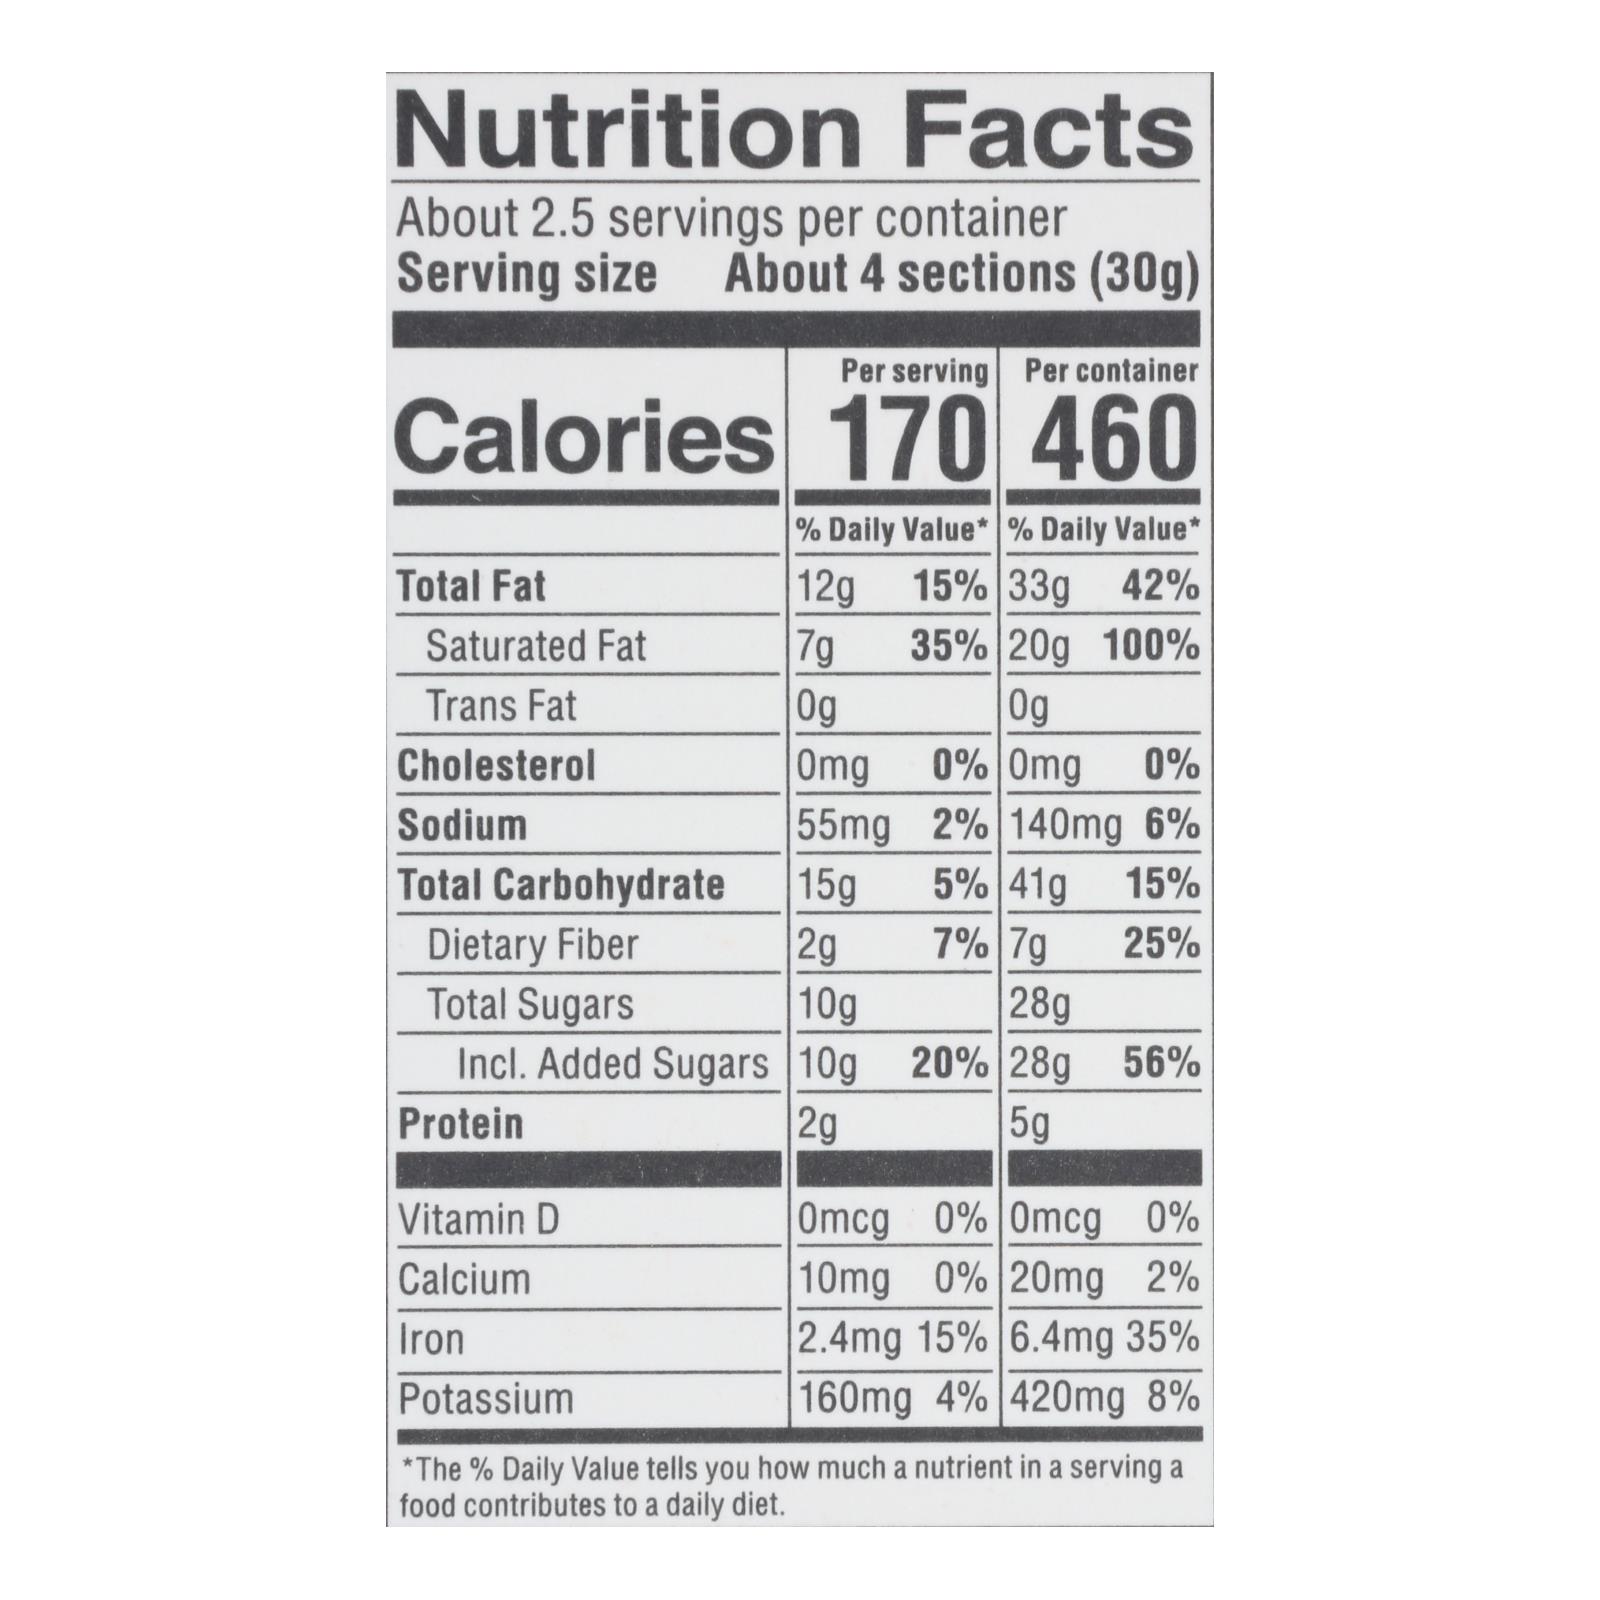 Nutrition Facts
About 2.5 servings per container
Serving size About 4 sections (30g)
Per serving Per container
Calories 170 460
% Daily Value* % Daily Value*
Total Fat 12g 15% 33g 42%
Saturated Fat 7g 35% 20g 100%
Trans Fat 0g 0g
Cholesterol 0mg 0% 0mg 0%
Sodium 55mg 2% 140mg 6%
Total Carbohydrate 15g 5% 41g 15%
Dietary Fiber 2g 7% 7g 25%
Total Sugars 10g 28g
Incl. Added Sugars 10g 20% 28g 56%
Protein 2g 5g
Vitamin D 0mcg 0% 0mcg 0%
Calcium 10mg 0% 20mg 2%
Iron 2.4mg 15% 6.4mg 35%
Potassium 160mg 4% 420mg 8%
*The % Daily Value tells you how much a nutrient in a serving a
food contributes to a daily diet.